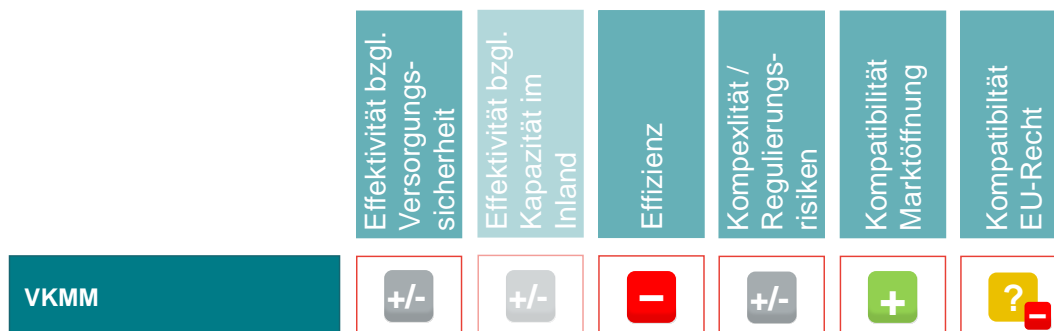 Effektivität bzgl.
Versorgungs-
sicherheit
Effektivität bzgl.
Kapazität im
Inland
Effizienz
Kompexlität /
Regulierungs-
risiken
Kompatibilität
Marktöffnung
Kompatibiltät
EU-Recht
VKMM
+/-
+/-
−
+/-
+
?
−